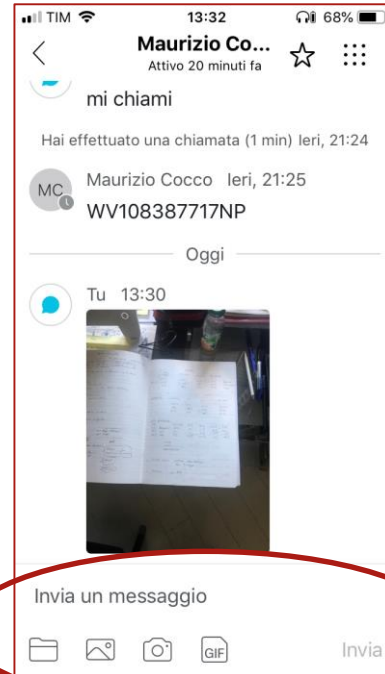 TIM 13:32 68%
Maurizio Co...
Attivo 20 minuti fa
mi chiami
Hai effettuato una chiamata (1 min) Ieri, 21:24
MC
Maurizio Cocco Ieri, 21:25
WV108387717NP
Oggi
Tu 13:30
Invia un messaggio
GIF Invia